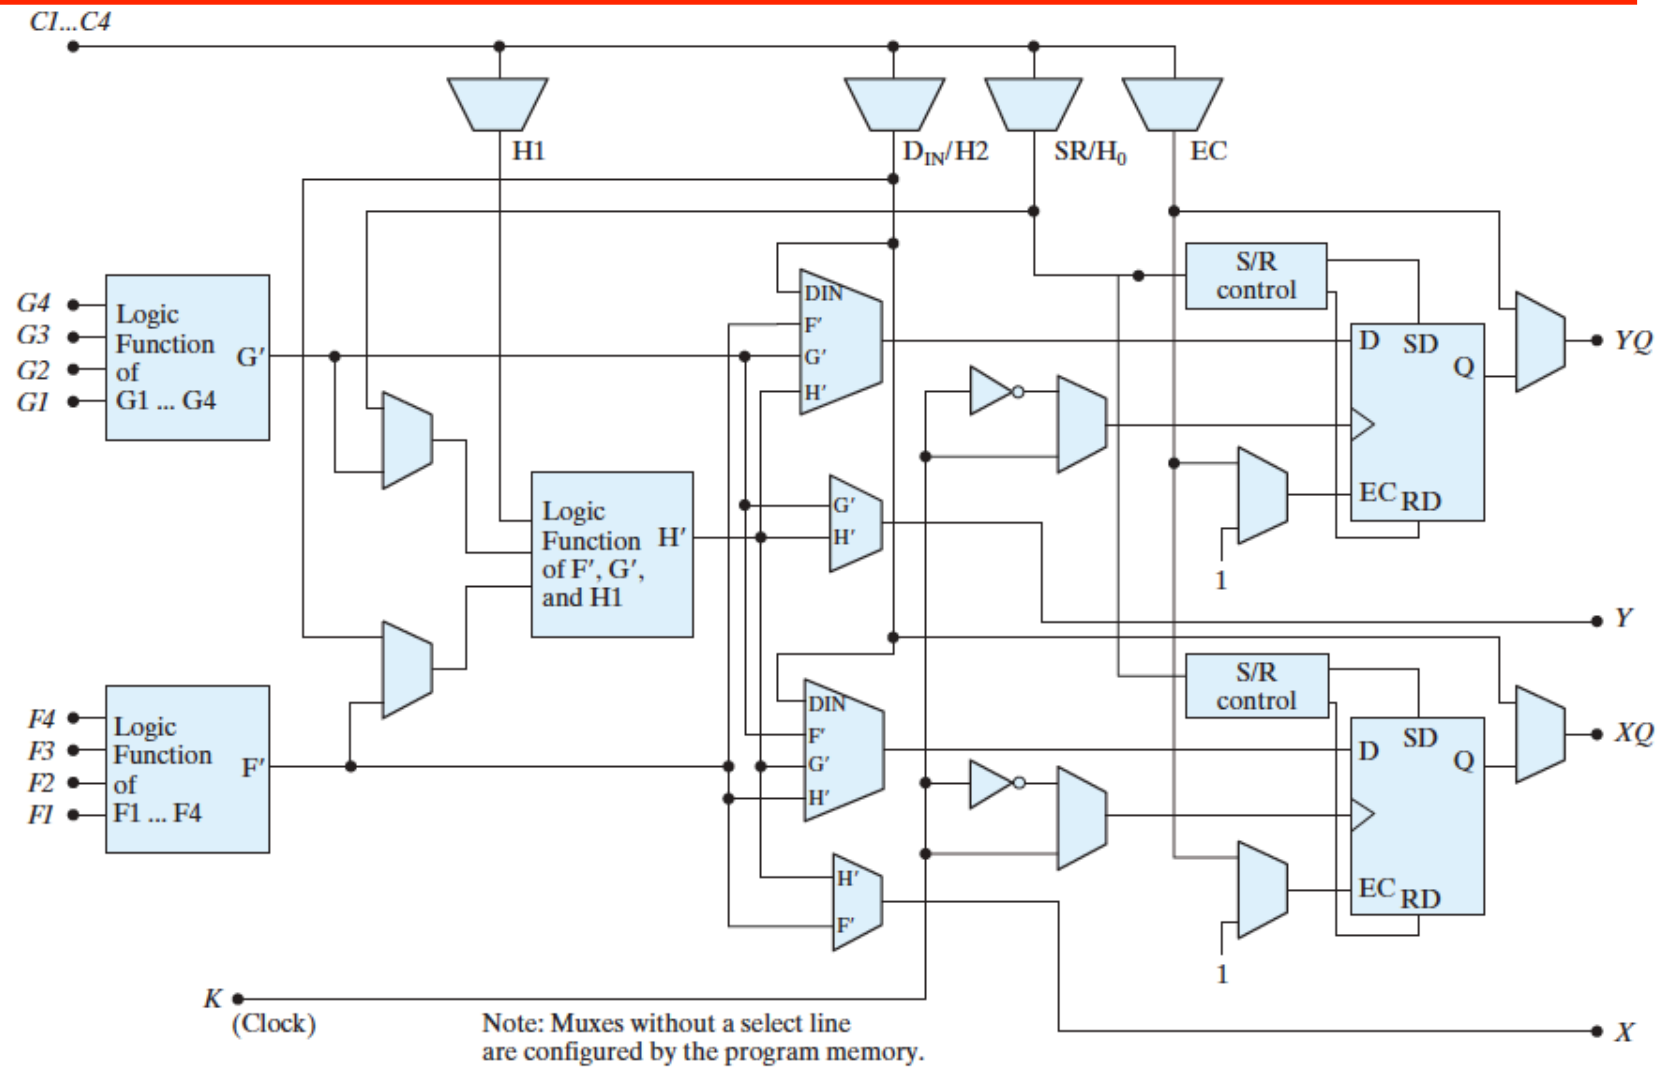 C1...C4
H1
D_IN/H2
SR/H_0
EC
S/R
control
G4
G3
G2
G1
Logic
Function
of
G1 ... G4
G′
DIN
F′
G′
H′
D
SD
Q
EC
RD
YQ
1
Logic
Function
of F′, G′,
and H1
H′
G′
H′
Y
S/R
control
F4
F3
F2
F1
Logic
Function
of
F1 ... F4
F′
DIN
F′
G′
H′
D
SD
Q
EC
RD
XQ
H′
F′
1
K
(Clock)
Note: Muxes without a select line
are configured by the program memory.
X